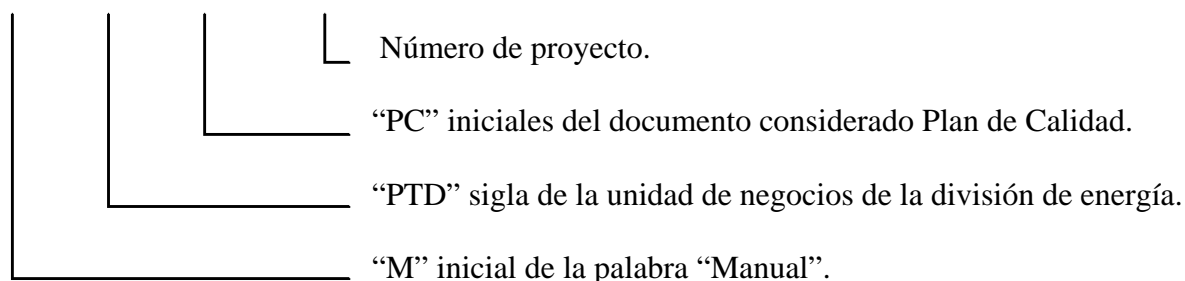 Número de proyecto.
“PC” iniciales del documento considerado Plan de Calidad.
“PTD” sigla de la unidad de negocios de la división de energía.
“M” inicial de la palabra “Manual”.